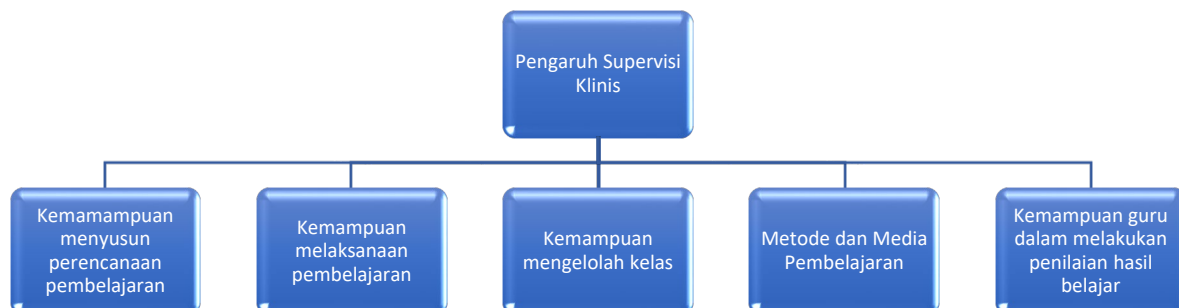 Pengaruh Supervisi
Klinis
Kemamampuan
menyusun
perencanaan
pembelajaran
Kemampuan
melaksanaan
pembelajaran
Kemampuan
mengelolah kelas
Metode dan Media
Pembelajaran
Kemampuan guru
dalam melakukan
penilaian hasil
belajar